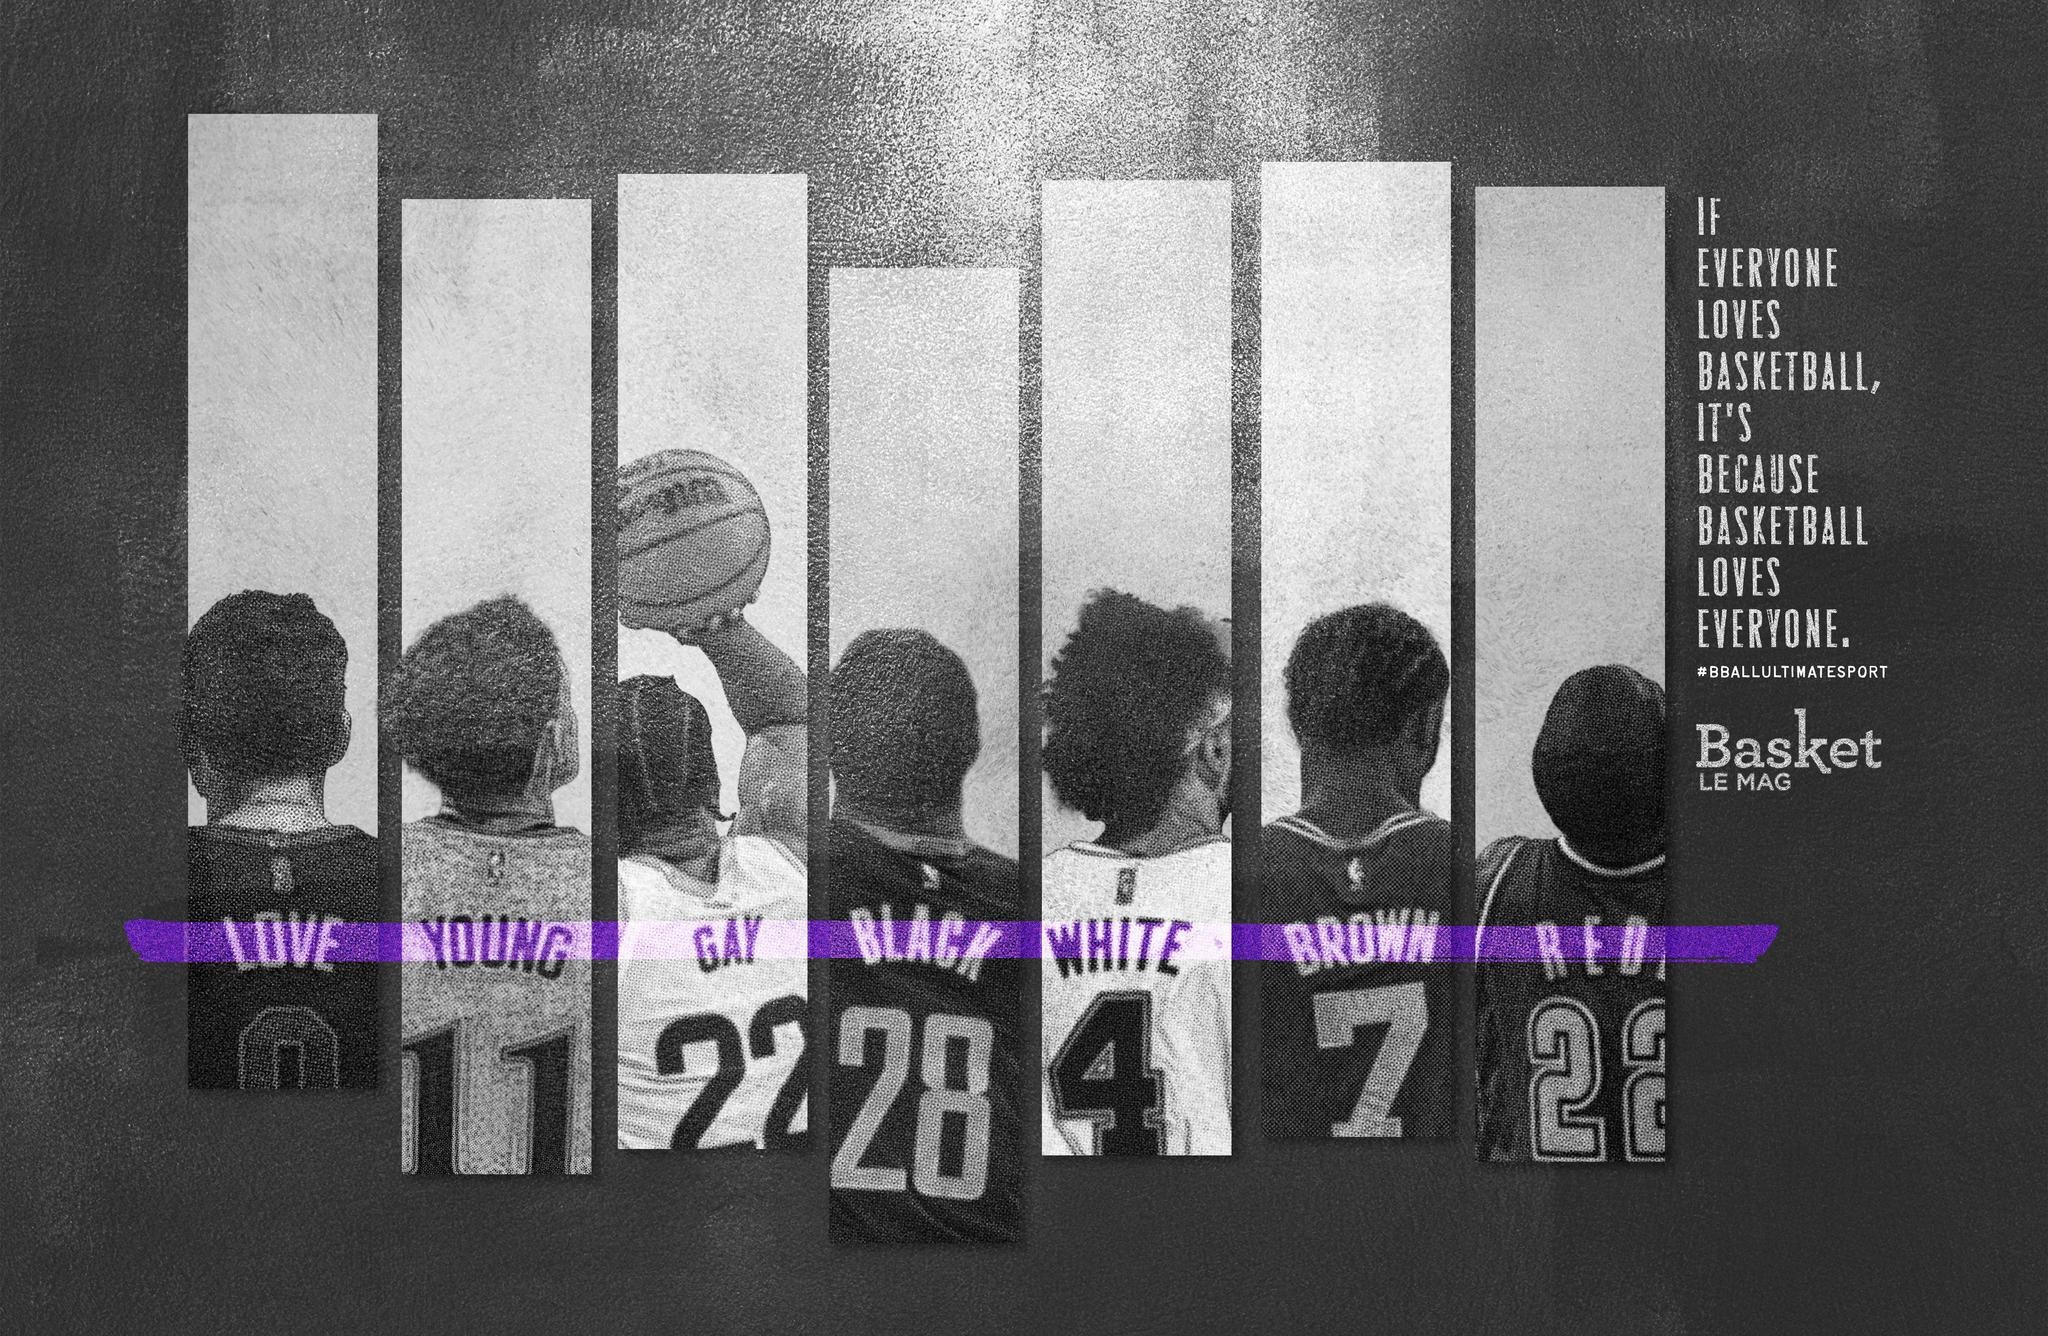 LOVE
0
YOUNG
11
GAY
22
BLACK
28
WHITE
4
BROWN
7
RED
22
IF
EVERYONE
LOVES
BASKETBALL,
IT'S
BECAUSE
BASKETBALL
LOVES
EVERYONE.
#BBALLULTIMATESPORT
Basket
LE MAG